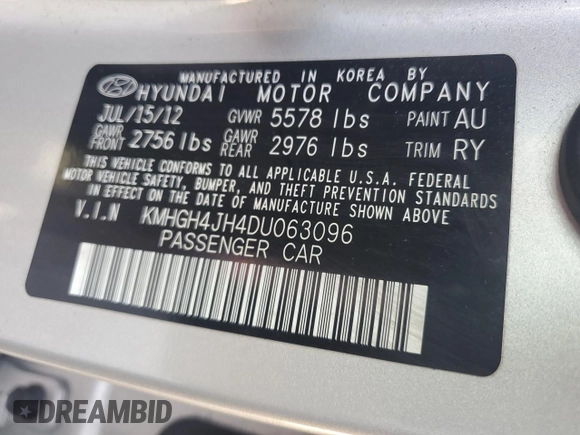 MANUFACTURED IN KOREA BY
HYUNDAI MOTOR COMPANY
JUL/15/12 GVWR 5578 lbs PAINT AU
GAWR FRONT 2756 lbs GAWR REAR 2976 lbs TRIM RY
THIS VEHICLE CONFORMS TO ALL APPLICABLE U.S.A. FEDERAL
MOTOR VEHICLE SAFETY, BUMPER, AND THEFT PREVENTION STANDARDS
IN EFFECT ON THE DATE OF MANUFACTURE SHOWN ABOVE.
V.I.N KMHGH4JH4DU063096
PASSENGER CAR
DREAMBID